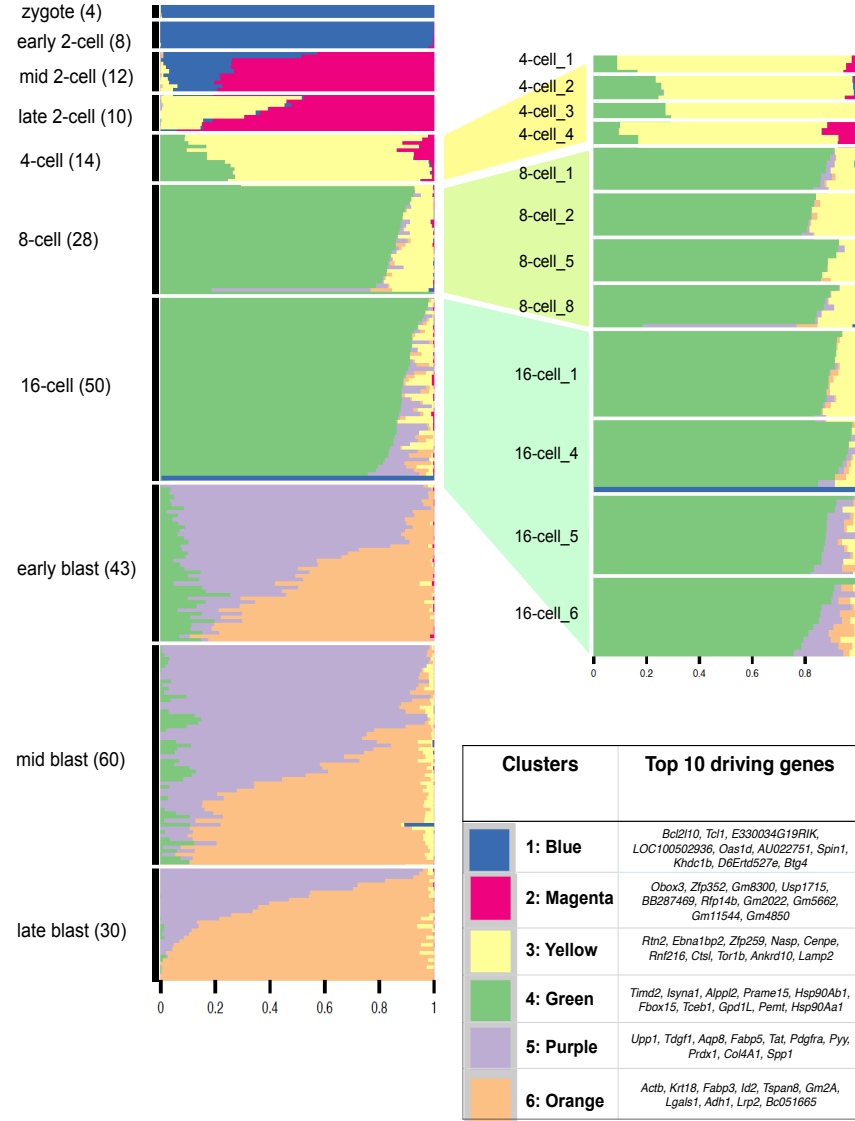 zygote (4)
early 2-cell (8)
mid 2-cell (12)
late 2-cell (10)
4-cell (14)
8-cell (28)
16-cell (50)
early blast (43)
mid blast (60)
late blast (30)
0 0.2 0.4 0.6 0.8 1
4-cell_1
4-cell_2
4-cell_3
4-cell_4
8-cell_1
8-cell_2
8-cell_5
8-cell_8
16-cell_1
16-cell_4
16-cell_5
16-cell_6
0 0.2 0.4 0.6 0.8
Clusters Top 10 driving genes
1: Blue
Bcl2l10, Tcl1, E330034G19RIK,
LOC100502936, Oas1d, AU022751, Spin1,
Khdc1b, D6Ertd527e, Btg4
2: Magenta
Obox3, Zfp352, Gm8300, Usp1715,
BB287469, Rfp14b, Gm2022, Gm5662,
Gm11544, Gm4850
3: Yellow
Rtn2, Ebna1bp2, Zfp259, Nasp, Cenpe,
Rnf216, Ctsl, Tor1b, Ankrd10, Lamp2
4: Green
Timd2, Isyna1, Alppl2, Prame15, Hsp90Ab1,
Fbox15, Tceb1, Gpd1L, Pemt, Hsp90Aa1
5: Purple
Upp1, Tdgf1, Aqp8, Fabp5, Tat, Pdgfra, Pyy,
Prdx1, Col4A1, Spp1
6: Orange
Actb, Krt18, Fabp3, Id2, Tspan8, Gm2A,
Lgals1, Adh1, Lrp2, Bc051665